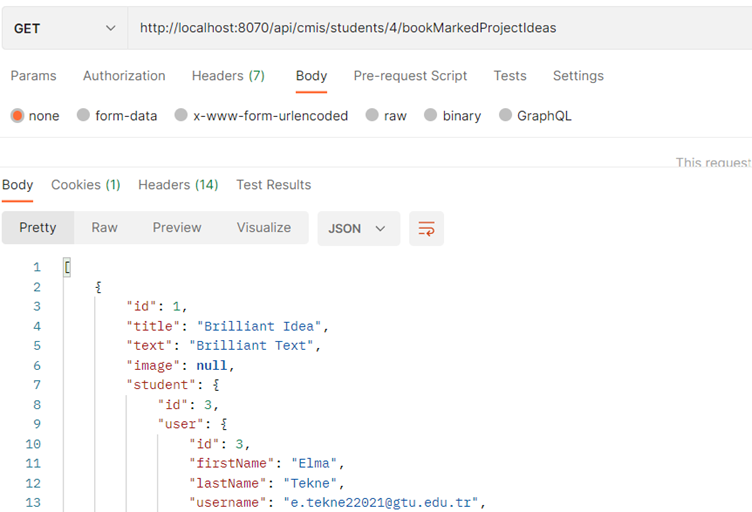 GET http://localhost:8070/api/cmis/students/4/bookMarkedProjectIdeas
Params Authorization Headers (7) Body Pre-request Script Tests Settings
none form-data x-www-form-urlencoded raw binary GraphQL
This request
Body Cookies (1) Headers (14) Test Results
Pretty Raw Preview Visualize JSON
1 [
2 {
3 "id": 1,
4 "title": "Brilliant Idea",
5 "text": "Brilliant Text",
6 "image": null,
7 "student": {
8 "id": 3,
9 "user": {
10 "id": 3,
11 "firstName": "Elma",
12 "lastName": "Tekne",
13 "username": "e.tekne22021@gtu.edu.tr",